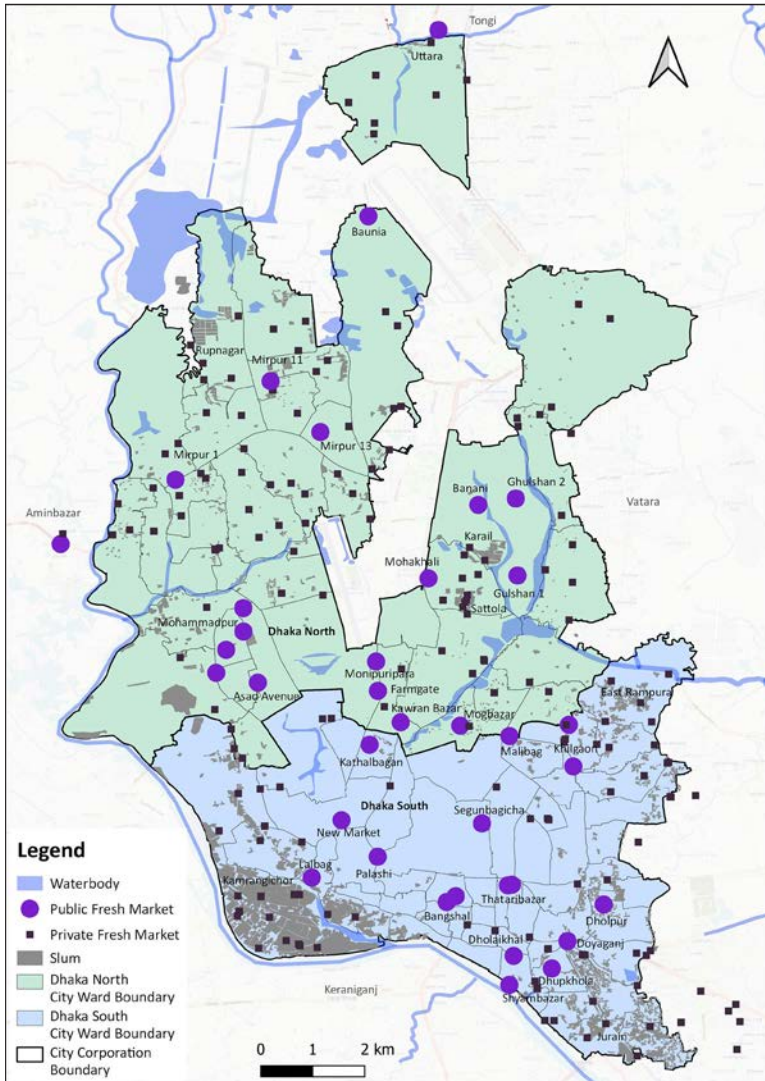 Tongi
Uttara
Baunia
Rupnagar
Mirpur 11
Mirpur 13
Mirpur 1
Banani
Ghulshan 2
Vatara
Aminbazar
Karail
Mohakhali
Gulshan 1
Sattola
Mohammadpur
Dhaka North
Monipuripara
Asad Avenue
Farmgate
East Rampura
Kawran Bazar
Mogbazar
Malibag
Khilgaon
Kathalbagan
Dhaka South
Segunbagicha
New Market
Palashi
Lalbag
Kamrangichor
Thataribazar
Bangshal
Dholpur
Dholaikhal
Doyaganj
Dhupkhola
Shyambazar
Keraniganj
Jurain
Legend
Waterbody
Public Fresh Market
Private Fresh Market
Slum
Dhaka North
City Ward Boundary
Dhaka South
City Ward Boundary
City Corporation
Boundary
0 1 2 km